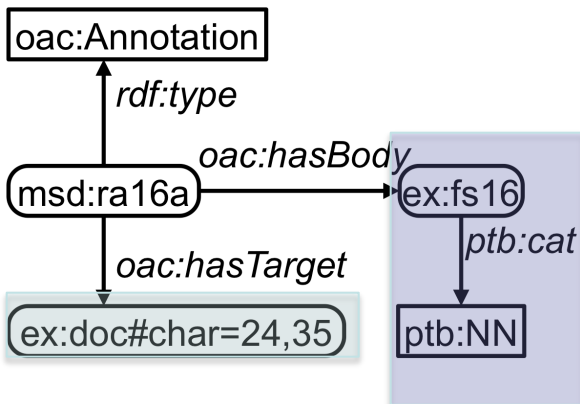 oac:Annotation
rdf:type
oac:hasBody
msd:ra16a
ex:fs16
ptb:cat
oac:hasTarget
ex:doc#char=24,35
ptb:NN